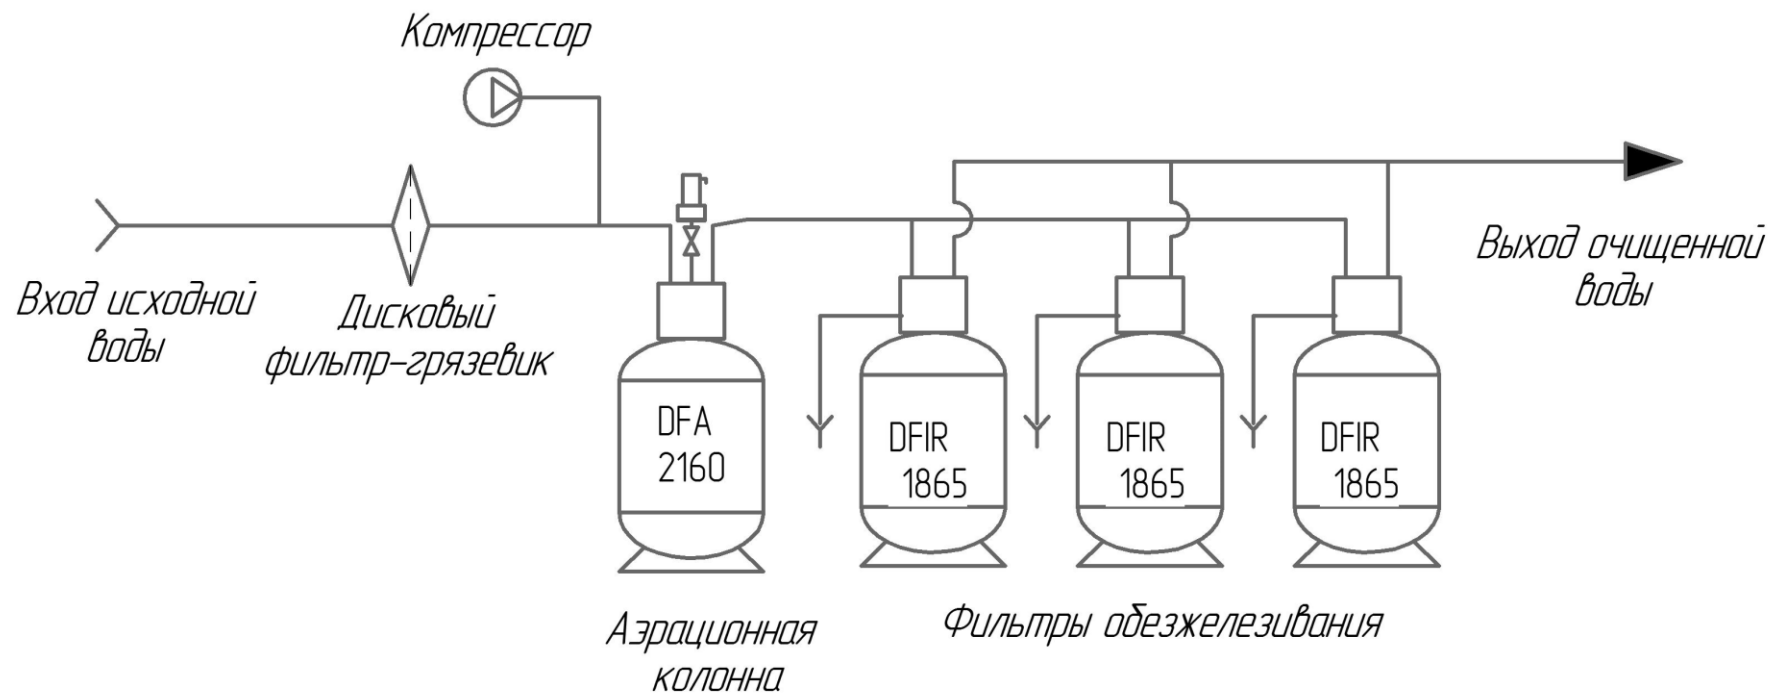 Компрессор
Вход исходной
воды
Дисковый
фильтр-грязевик
Выход очищенной
воды
DFA
2160
DFIR
1865
DFIR
1865
DFIR
1865
Аэрационная
колонна
Фильтры обезжелезивания